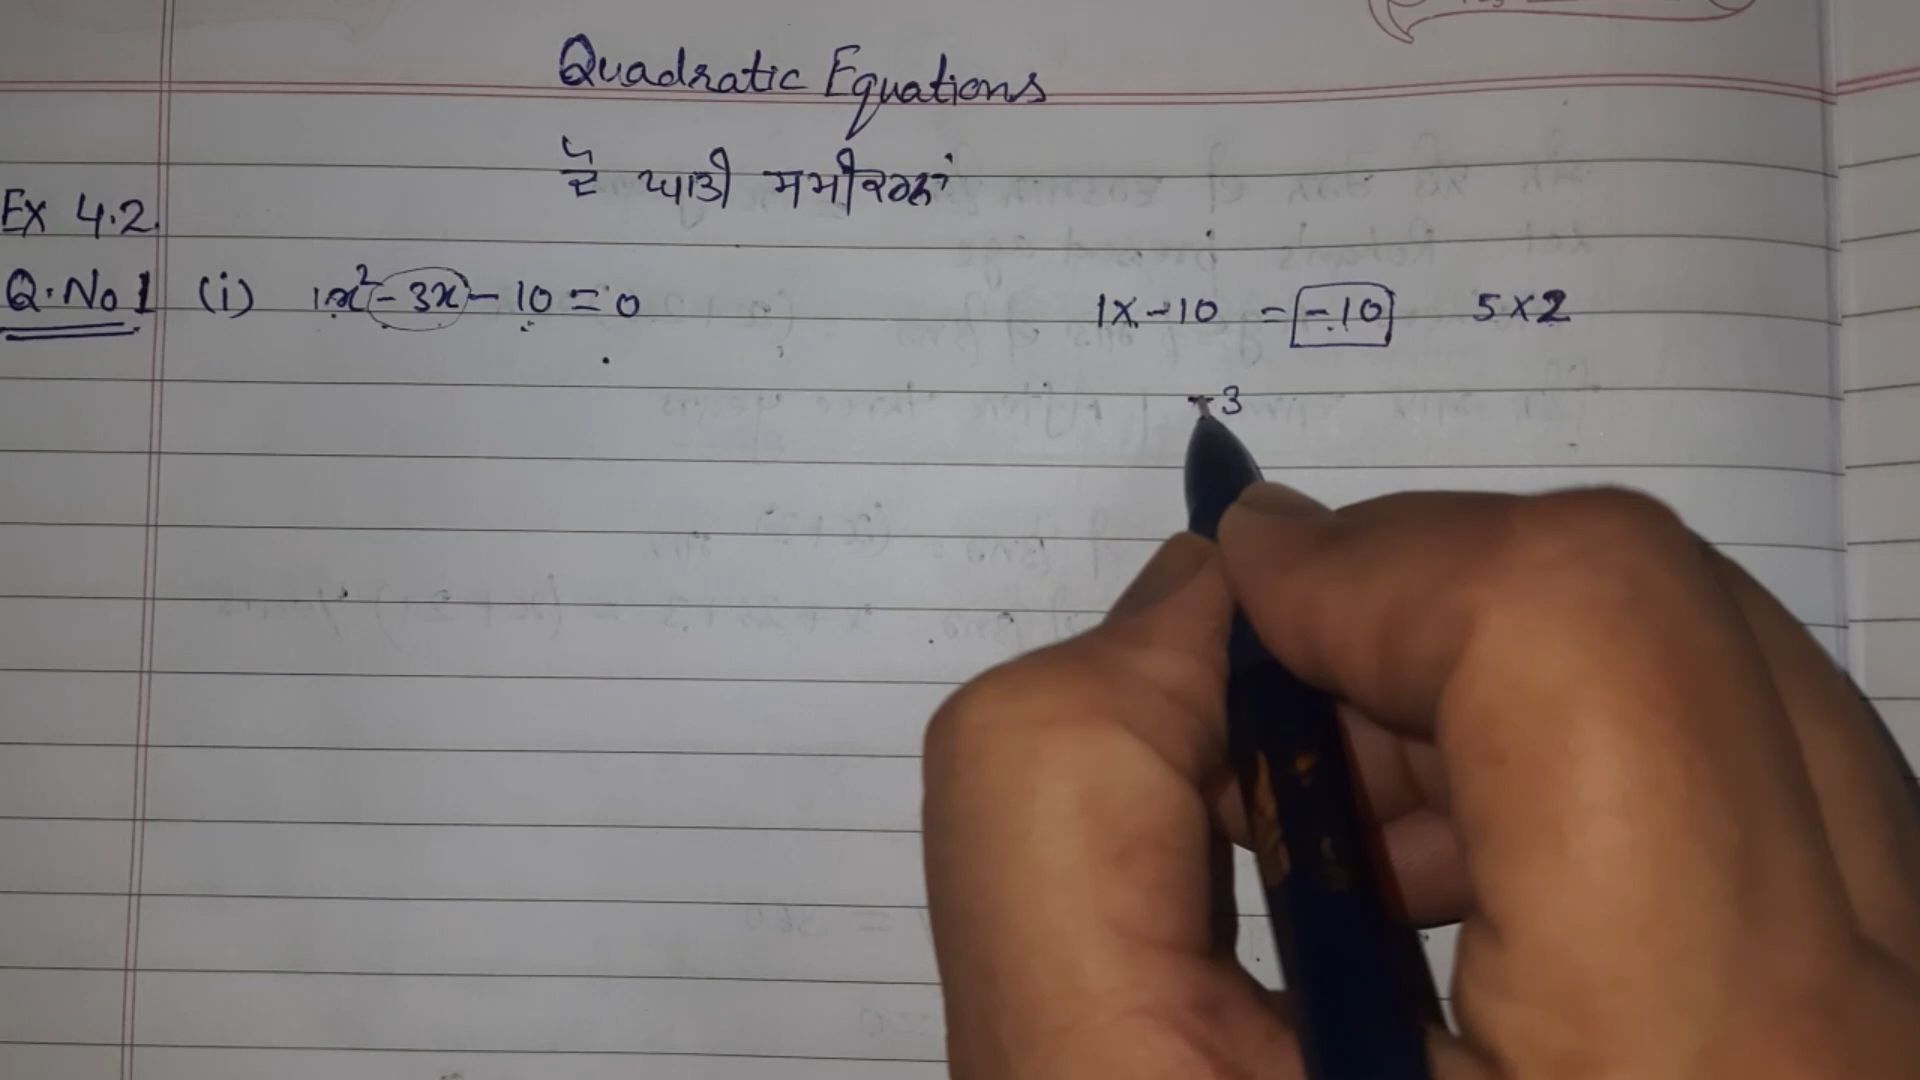 Quadratic Equations
ਦੋ ਘਾਤੀ ਸਮੀਕਰਨਾਂ
Ex 4.2
Q. No 1 (i) 1x² - 3x - 10 = 0 1x - 10 = -10 5x2
-3